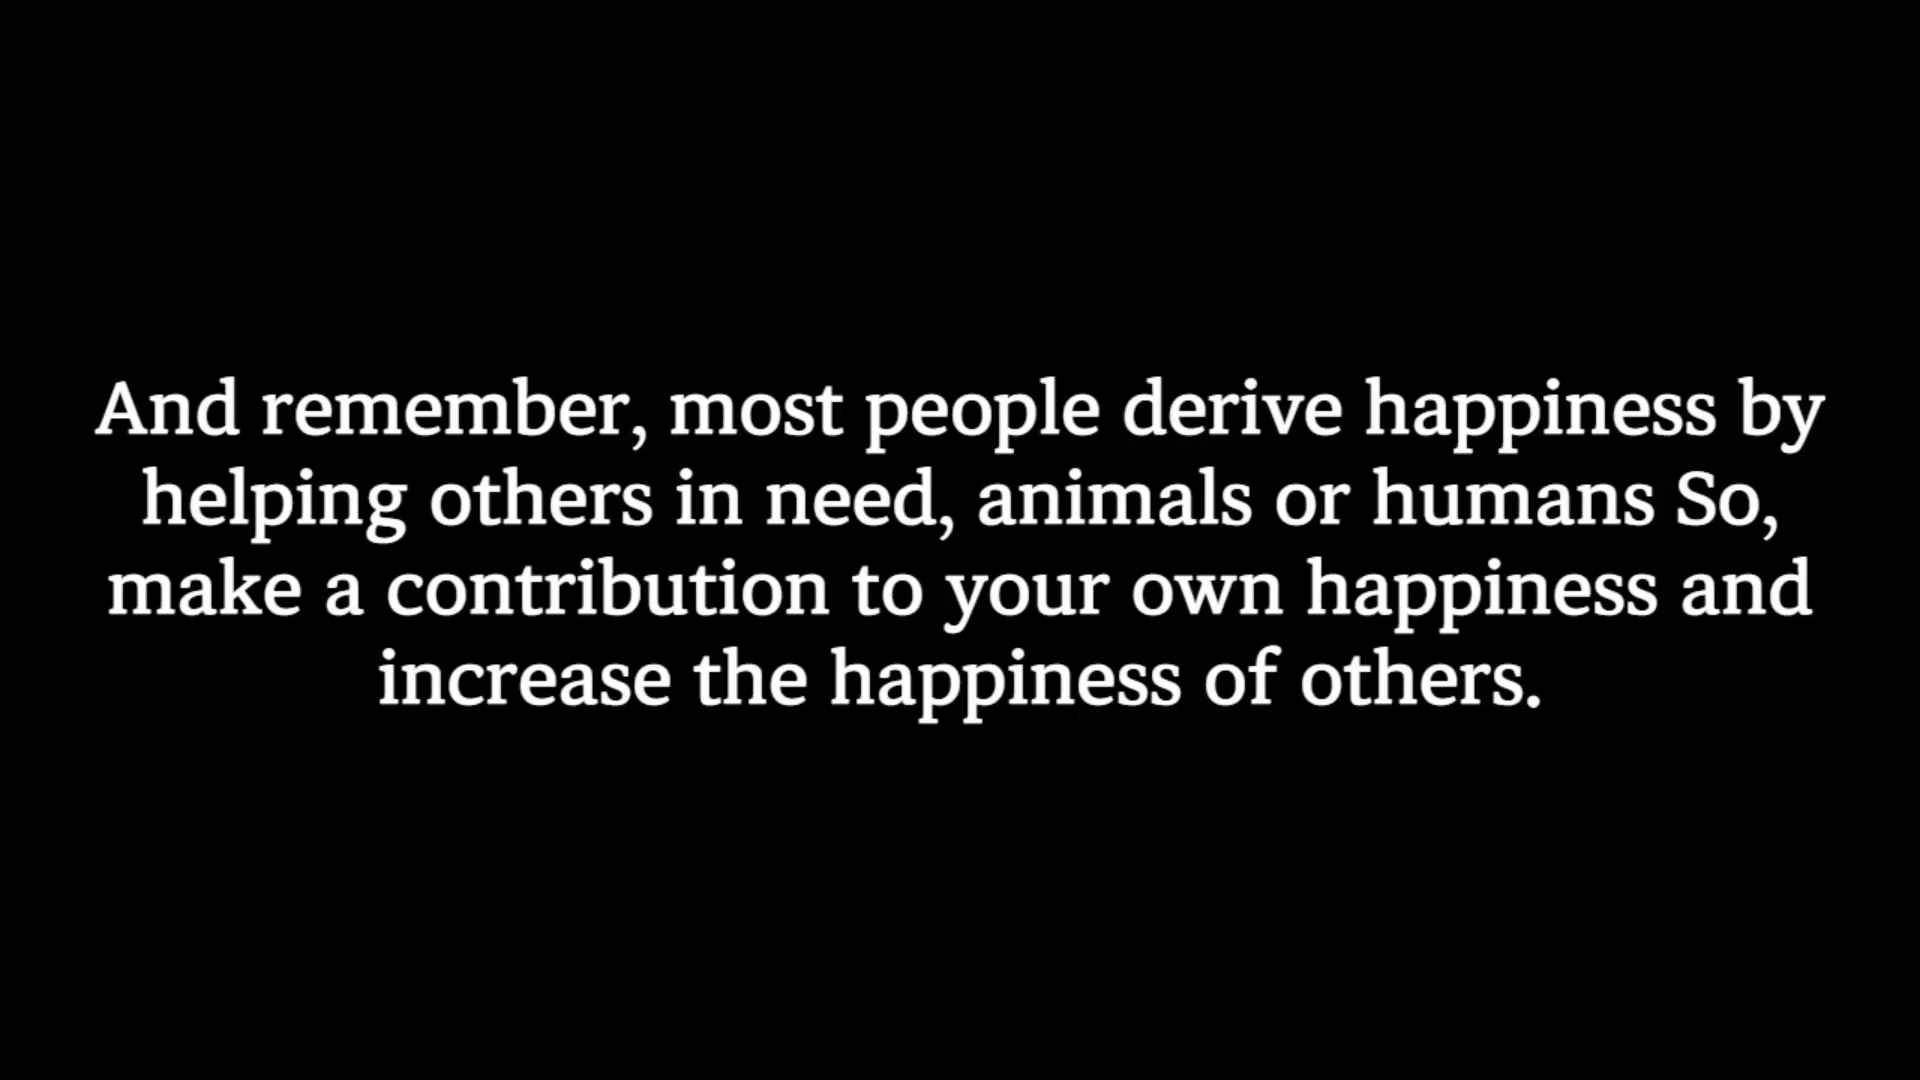 And remember, most people derive happiness by
helping others in need, animals or humans So,
make a contribution to your own happiness and
increase the happiness of others.